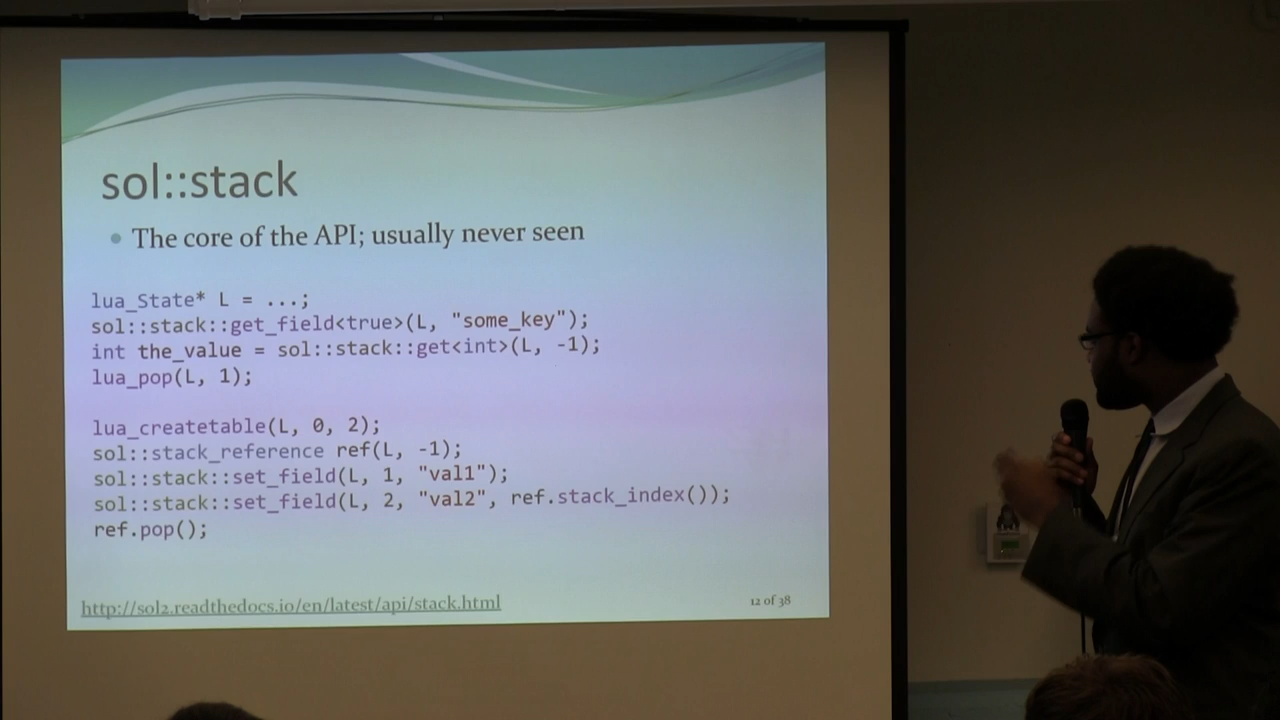 sol::stack
The core of the API; usually never seen
lua_State* L = ...;
sol::stack::get_field<true>(L, "some_key");
int the_value = sol::stack::get<int>(L, -1);
lua_pop(L, 1);
lua_createtable(L, 0, 2);
sol::stack_reference ref(L, -1);
sol::stack::set_field(L, 1, "val1");
sol::stack::set_field(L, 2, "val2", ref.stack_index());
ref.pop();
http://sol2.readthedocs.io/en/latest/api/stack.html
12 of 38